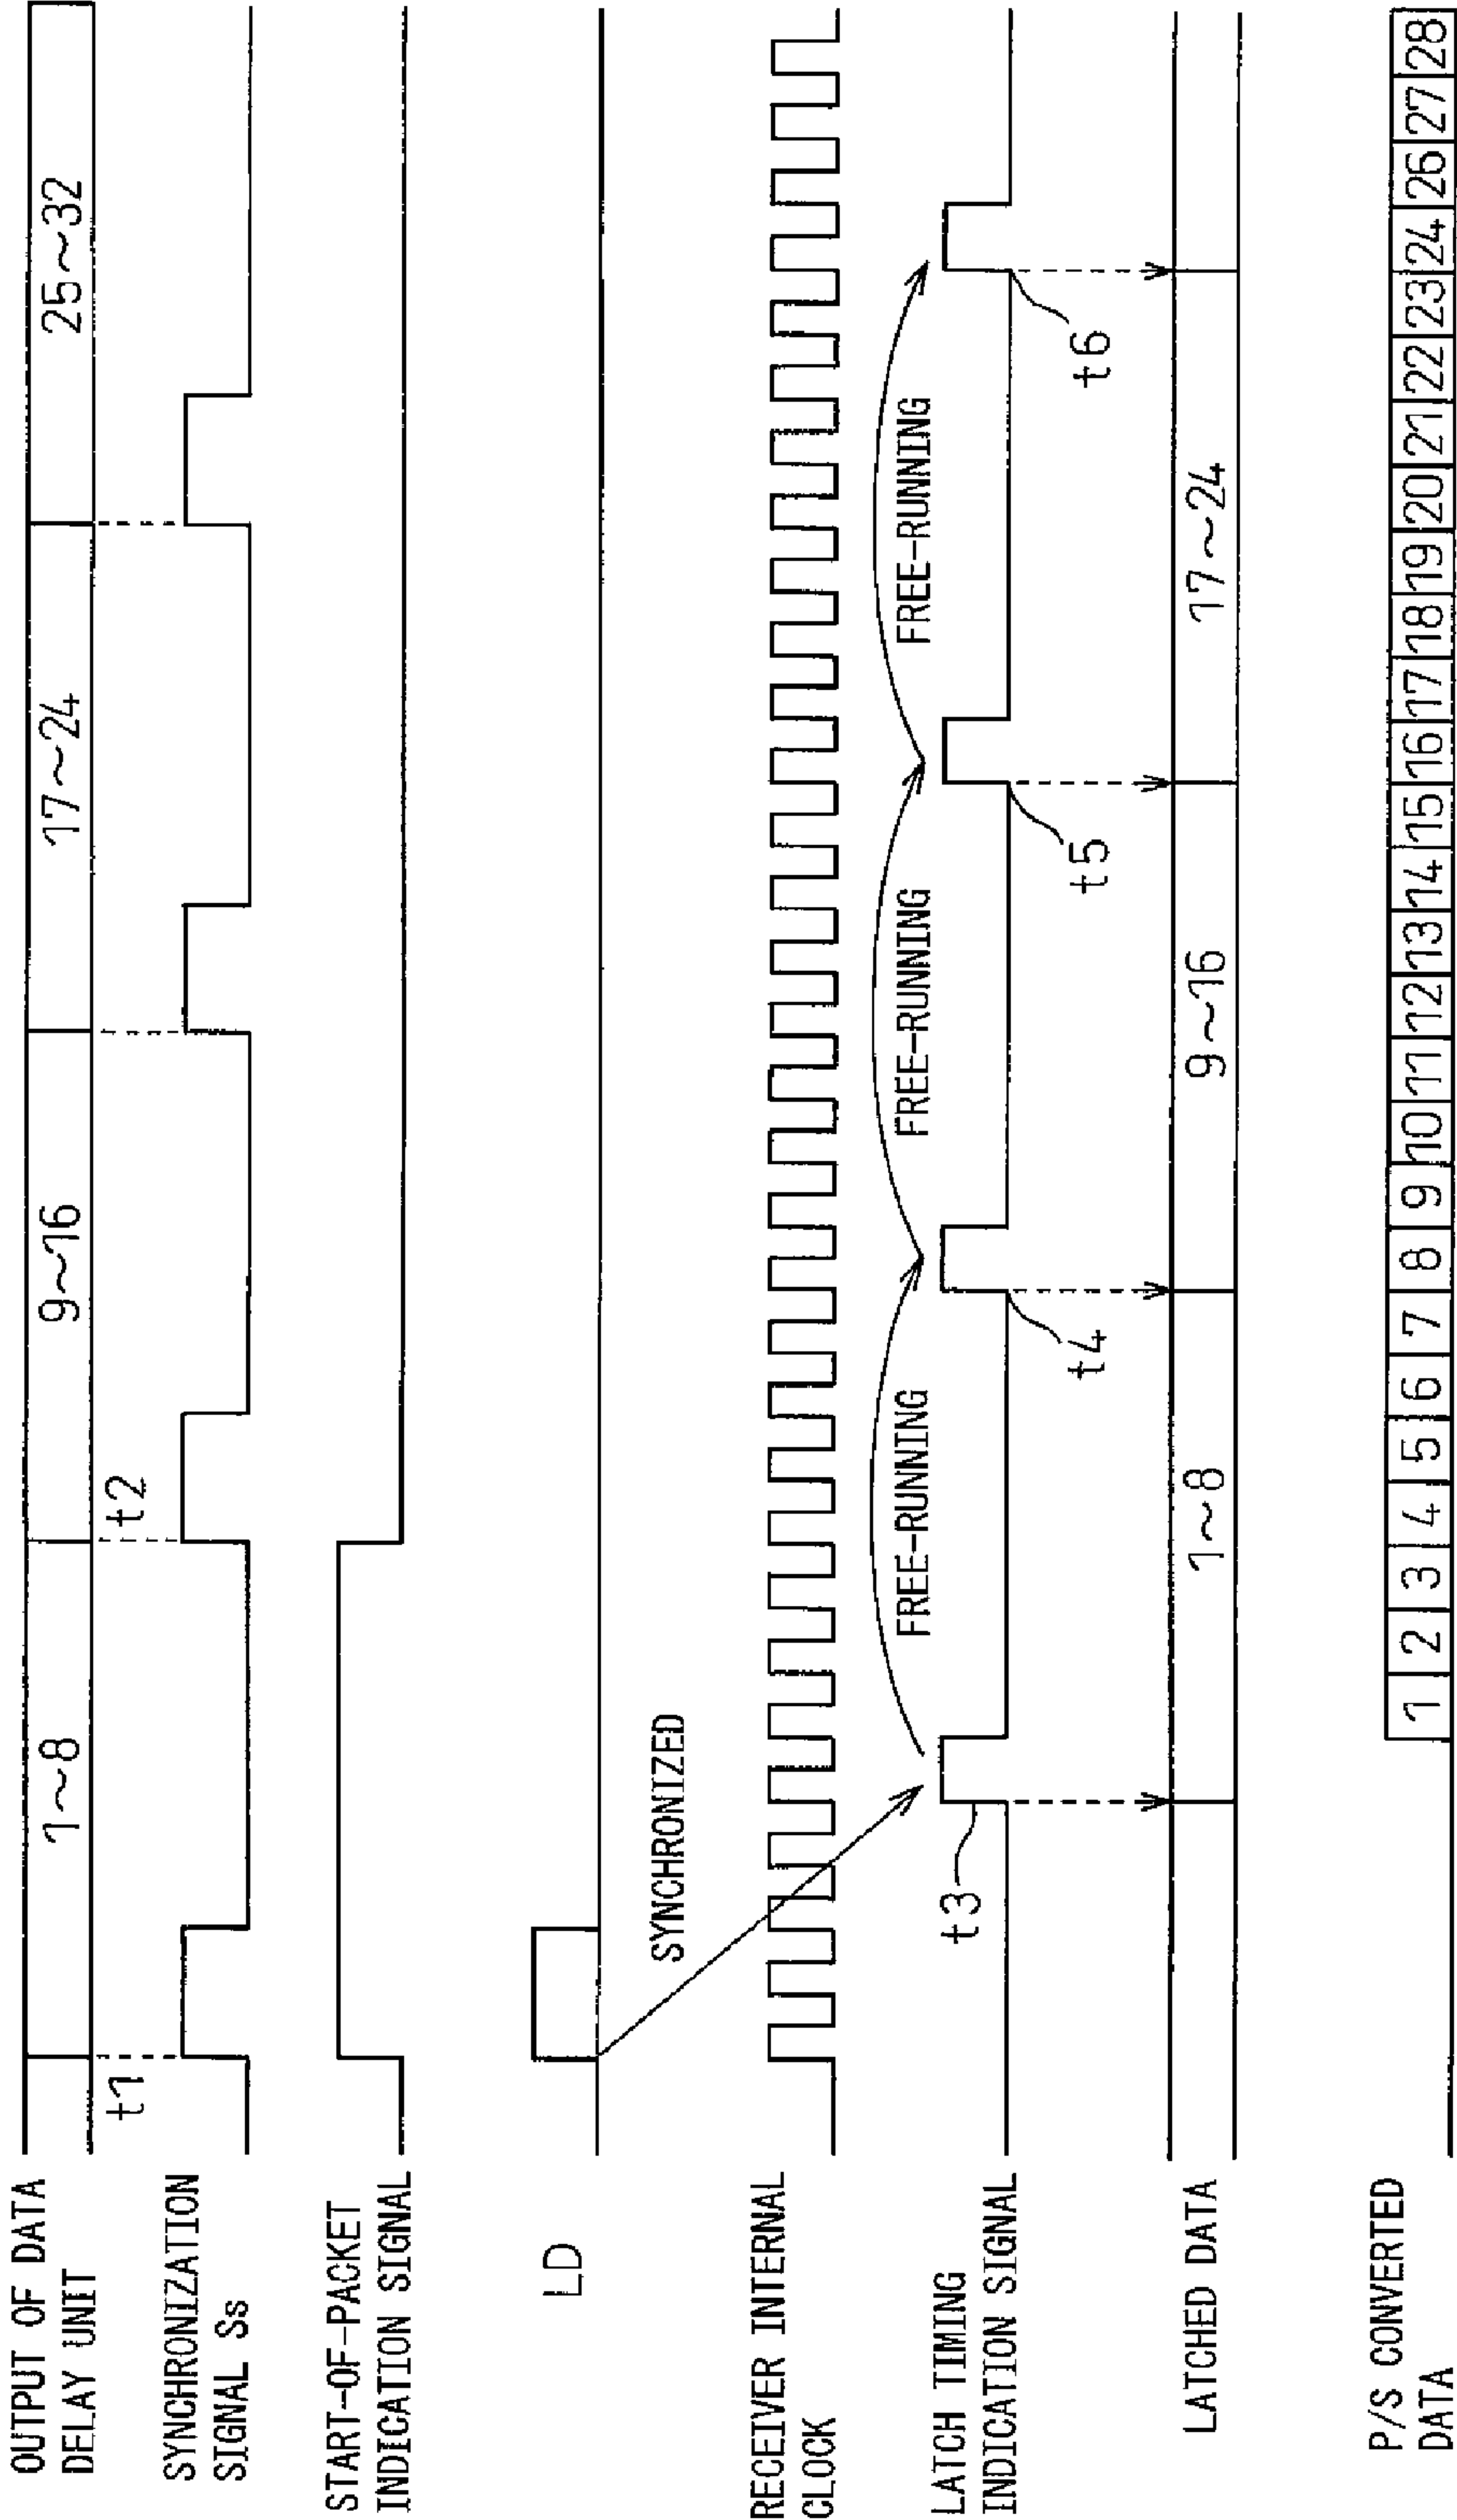 OUTPUT OF DATA
DELAY UNIT
1~8
9~16
17~24
25~32
t1
t2
SYNCHRONIZATION
SIGNAL Ss
START-OF-PACKET
INDICATION SIGNAL
LD
SYNCHRONIZED
RECEIVER INTERNAL
CLOCK
FREE-RUNNING
FREE-RUNNING
FREE-RUNNING
LATCH TIMING
INDICATION SIGNAL
t3
t4
t5
t6
LATCHED DATA
1~8
9~16
17~24
P/S CONVERTED
DATA
1 2 3 4 5 6 7 8 9 10 11 12 13 14 15 16 17 18 19 20 21 22 23 24 26 27 28